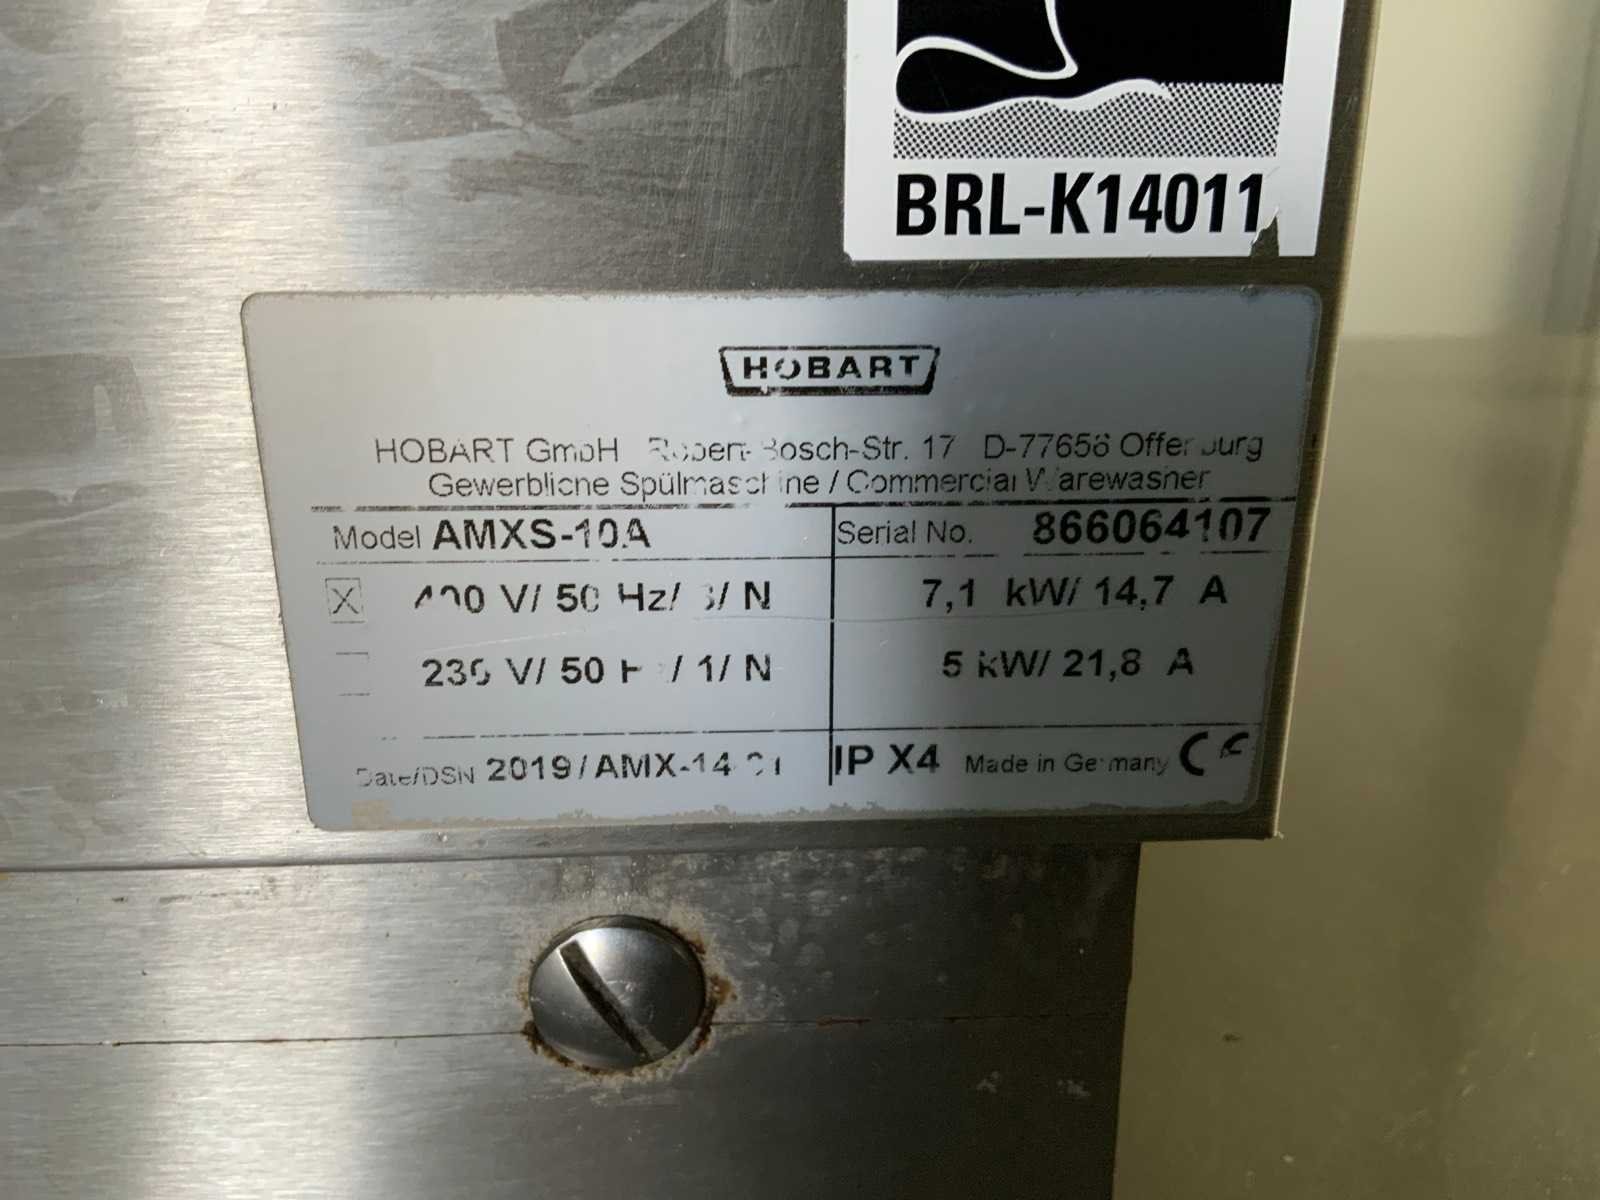 BRL-K14011
HOBART
HOBART GmbH Robert-Bosch-Str. 17 D-77656 Offenburg
Gewerbliche Spülmaschine / Commercial Warewasher
Model AMXS-10A Serial No. 866064107
400 V/ 50 Hz/ 3/ N 7,1 kW/ 14,7 A
230 V/ 50 Hz/ 1/ N 5 kW/ 21,8 A
Date/DSN 2019/AMX-14 IP X4 Made in Germany CE